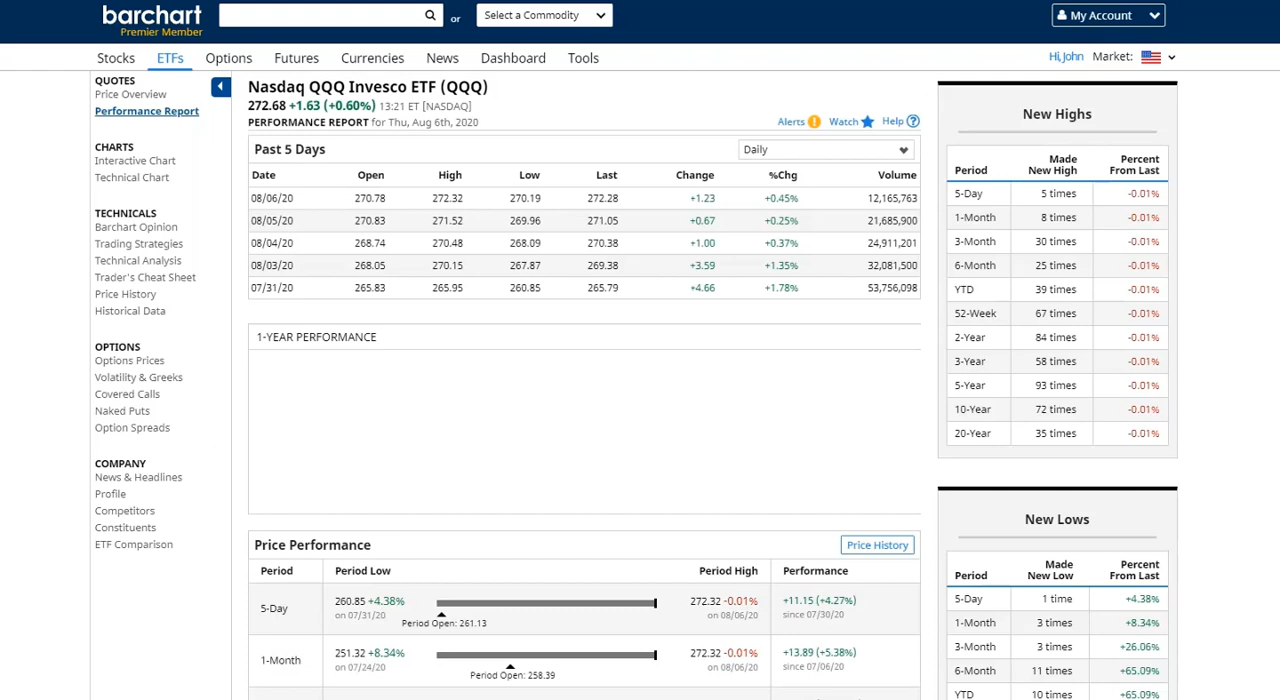 barchart
Premier Member
or
Select a Commodity
My Account
Stocks ETFs Options Futures Currencies News Dashboard Tools
Hi, John Market:
QUOTES
Price Overview
Performance Report
CHARTS
Interactive Chart
Technical Chart
TECHNICALS
Barchart Opinion
Trading Strategies
Technical Analysis
Trader's Cheat Sheet
Price History
Historical Data
OPTIONS
Options Prices
Volatility & Greeks
Covered Calls
Naked Puts
Option Spreads
COMPANY
News & Headlines
Profile
Competitors
Constituents
ETF Comparison
Nasdaq QQQ Invesco ETF (QQQ)
272.68 +1.63 (+0.60%) 13:21 ET [NASDAQ]
PERFORMANCE REPORT for Thu, Aug 6th, 2020
Alerts ! Watch Help ?
Past 5 Days Daily
Date Open High Low Last Change %Chg Volume
08/06/20 270.78 272.32 270.19 272.28 +1.23 +0.45% 12,165,763
08/05/20 270.83 271.52 269.96 271.05 +0.67 +0.25% 21,685,900
08/04/20 268.74 270.48 268.09 270.38 +1.00 +0.37% 24,911,201
08/03/20 268.05 270.15 267.87 269.38 +3.59 +1.35% 32,081,500
07/31/20 265.83 265.95 260.85 265.79 +4.66 +1.78% 53,756,098
1-YEAR PERFORMANCE
Price Performance Price History
Period Period Low Period High Performance
5-Day
260.85 +4.38%
on 07/31/20
Period Open: 261.13
272.32 -0.01%
on 08/06/20
+11.15 (+4.27%)
since 07/30/20
1-Month
251.32 +8.34%
on 07/24/20
Period Open: 258.39
272.32 -0.01%
on 08/06/20
+13.89 (+5.38%)
since 07/06/20
New Highs
Period Made New High Percent From Last
5-Day 5 times -0.01%
1-Month 8 times -0.01%
3-Month 30 times -0.01%
6-Month 25 times -0.01%
YTD 39 times -0.01%
52-Week 67 times -0.01%
2-Year 84 times -0.01%
3-Year 58 times -0.01%
5-Year 93 times -0.01%
10-Year 72 times -0.01%
20-Year 35 times -0.01%
New Lows
Period Made New Low Percent From Last
5-Day 1 time +4.38%
1-Month 3 times +8.34%
3-Month 3 times +26.06%
6-Month 11 times +65.09%
YTD 10 times +65.09%